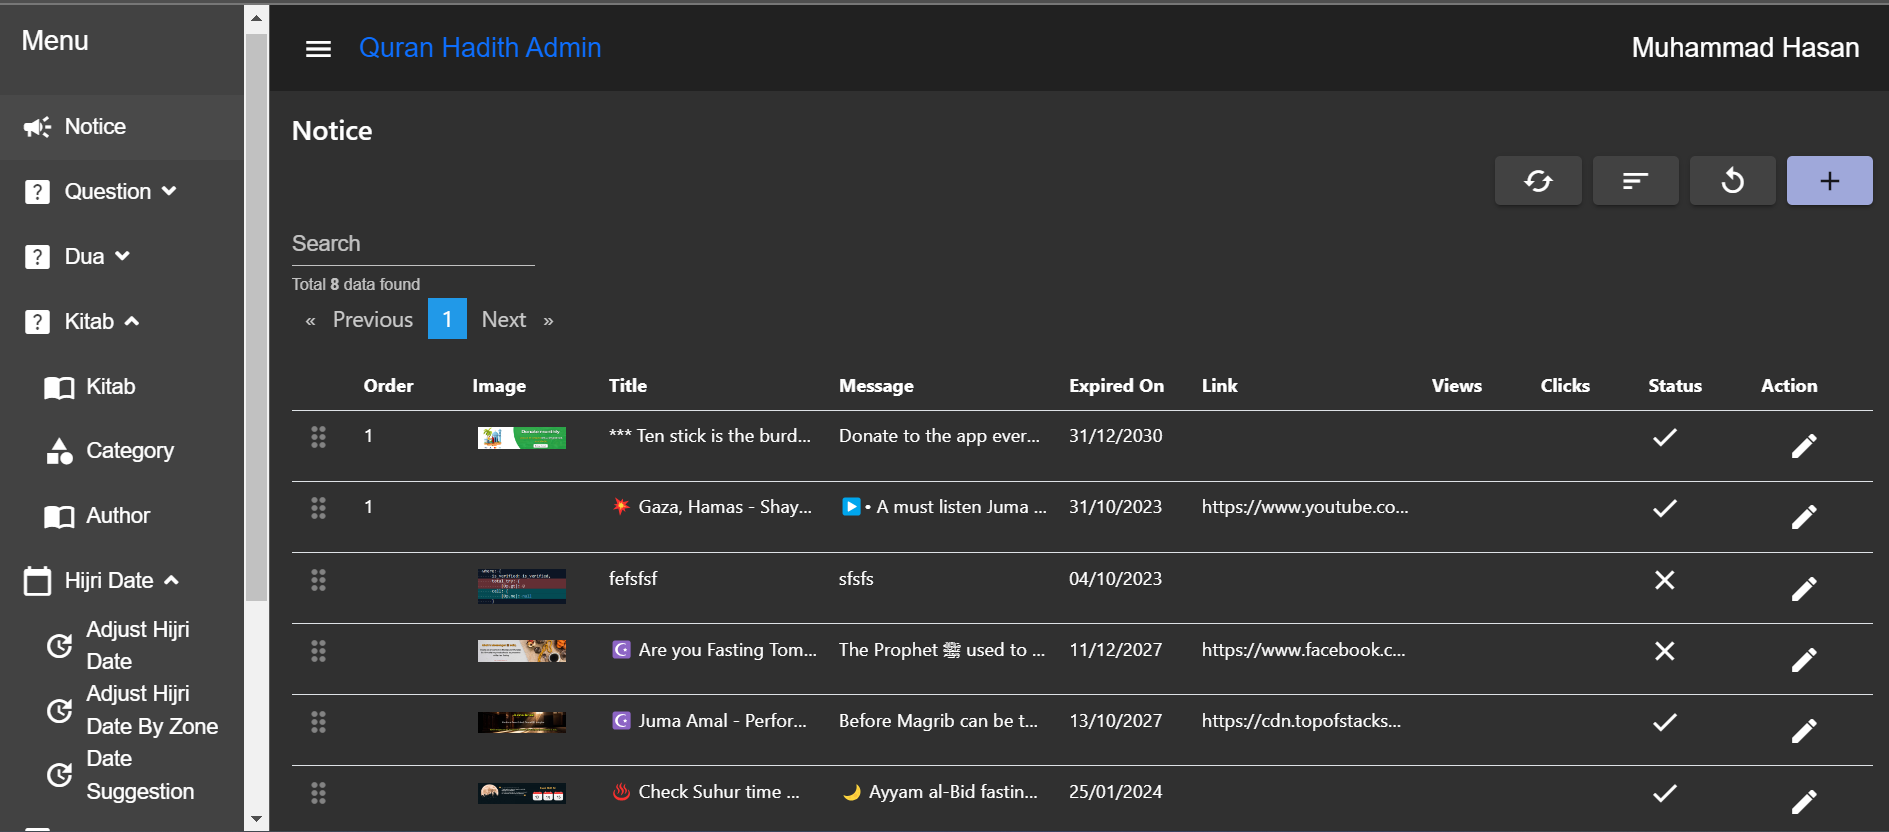 Menu
Notice
Question
Dua
Kitab
Kitab
Category
Author
Hijri Date
Adjust Hijri
Date
Adjust Hijri
Date By Zone
Date
Suggestion
Quran Hadith Admin
Muhammad Hasan
Notice
Search
Total 8 data found
« Previous 1 Next »
Order Image Title Message Expired On Link Views Clicks Status Action
1 *** Ten stick is the burd... Donate to the app ever... 31/12/2030
1 💥 Gaza, Hamas - Shay... ▶️• A must listen Juma ... 31/10/2023 https://www.youtube.co...
fefsfsf sfsfs 04/10/2023
☪️ Are you Fasting Tom... The Prophet ﷺ used to ... 11/12/2027 https://www.facebook.c...
☪️ Juma Amal - Perfor... Before Magrib can be t... 13/10/2027 https://cdn.topofstacks...
♨️ Check Suhur time ... 🌙 Ayyam al-Bid fastin... 25/01/2024